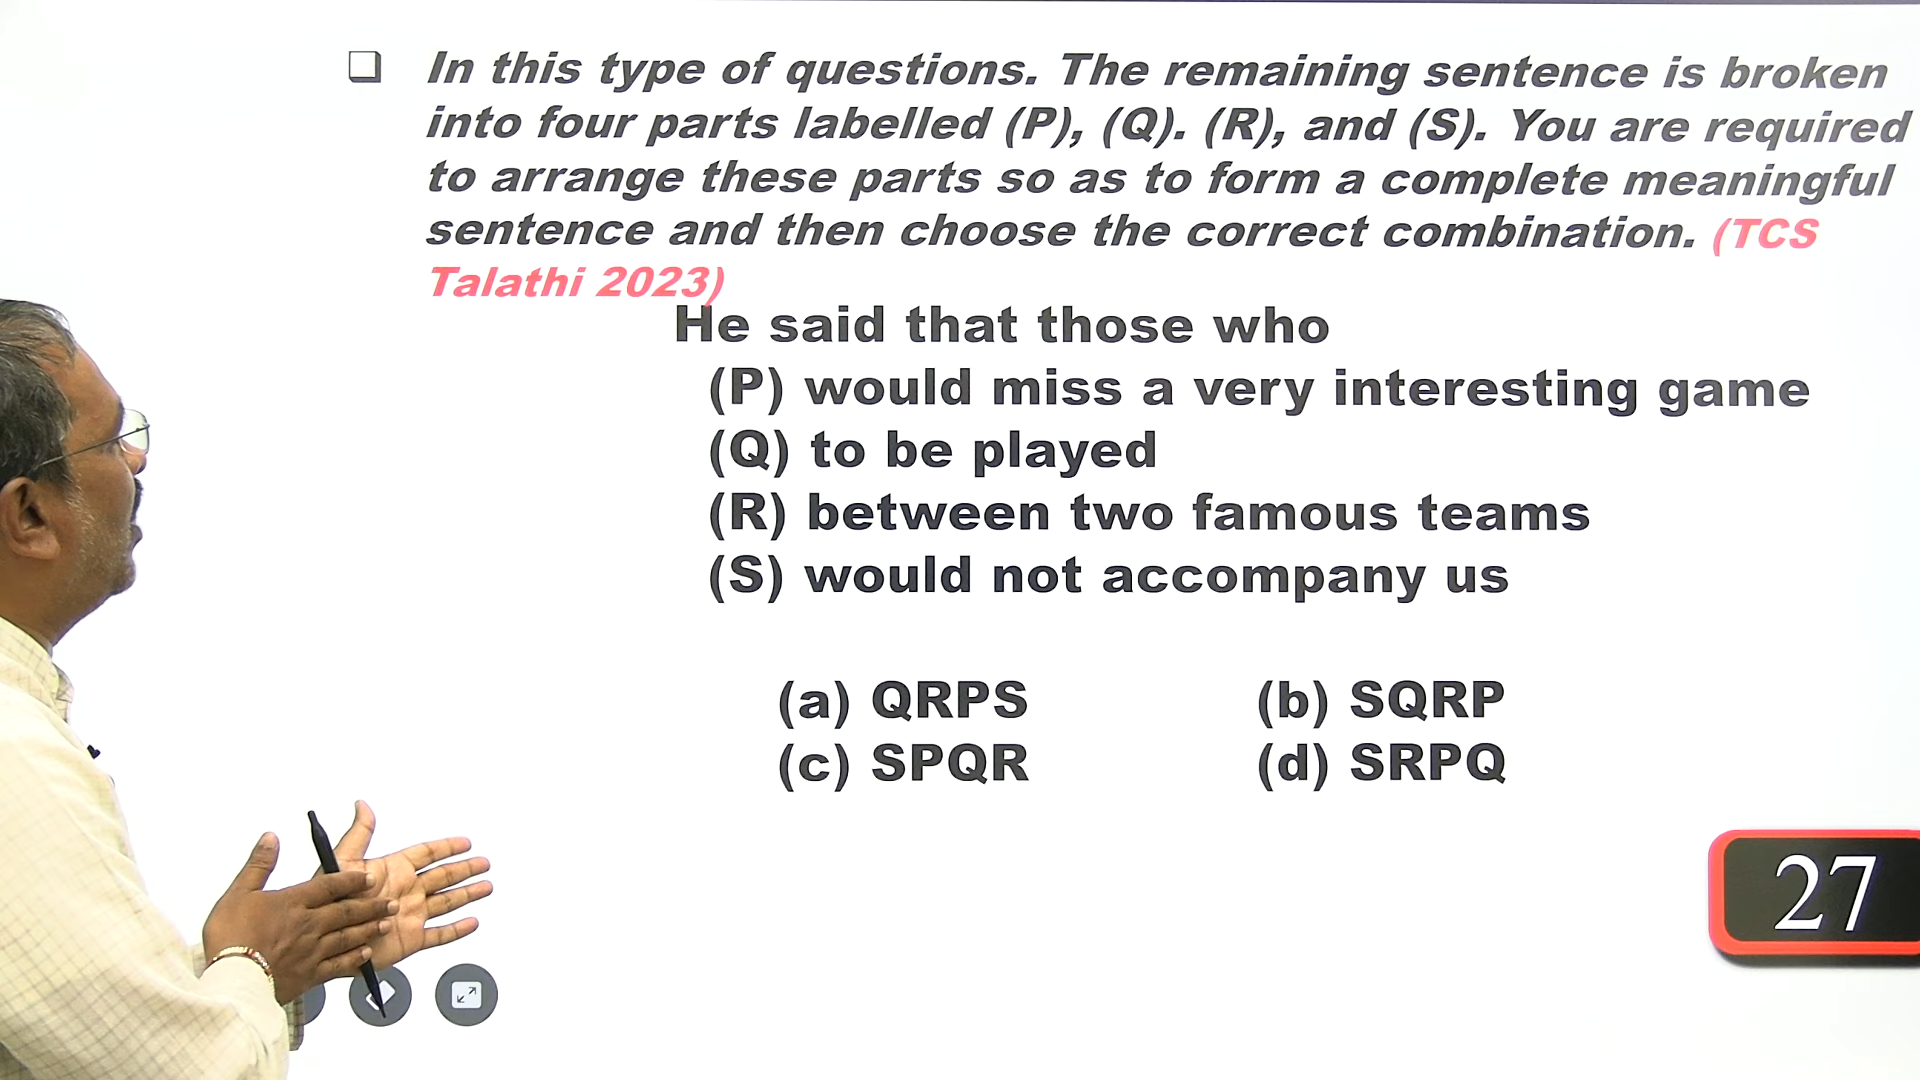 ❑ In this type of questions. The remaining sentence is broken
into four parts labelled (P), (Q). (R), and (S). You are required
to arrange these parts so as to form a complete meaningful
sentence and then choose the correct combination. (TCS
Talathi 2023)
He said that those who
(P) would miss a very interesting game
(Q) to be played
(R) between two famous teams
(S) would not accompany us
(a) QRPS (b) SQRP
(c) SPQR (d) SRPQ
27